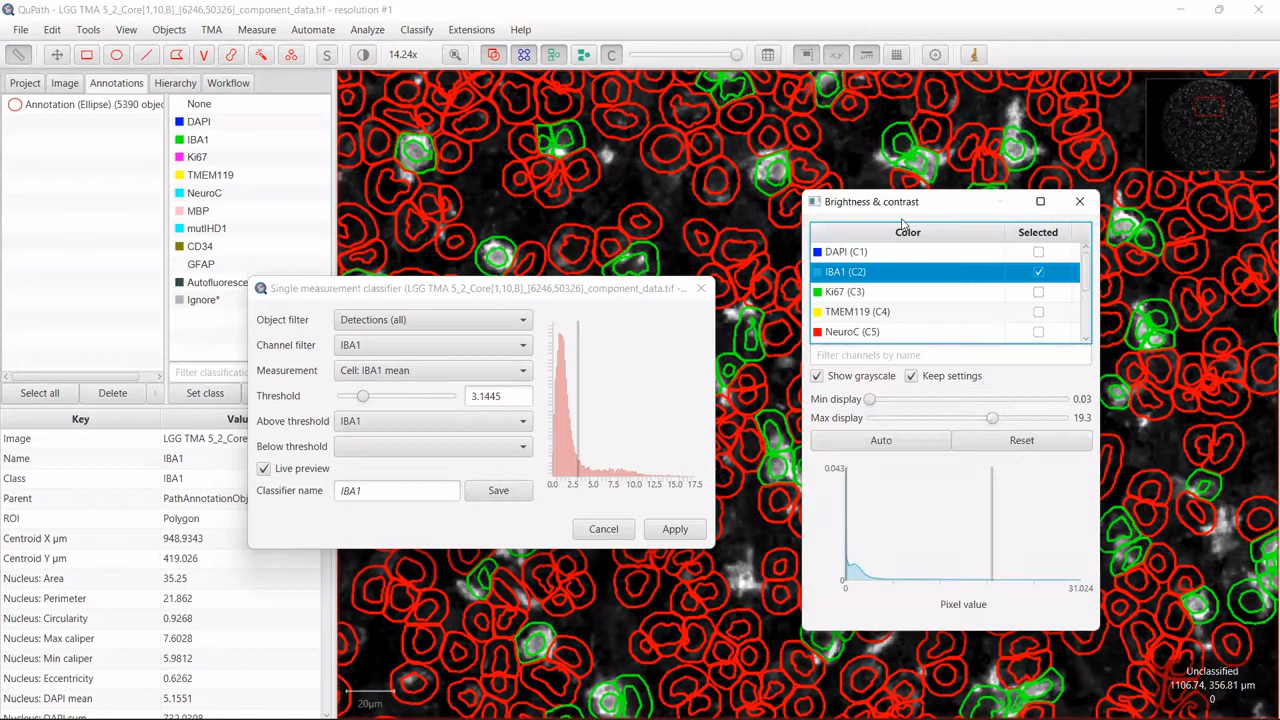 QuPath - LGG TMA 5_2_Core[1,10,B]_[6246,50326]_component_data.tif - resolution #1
File Edit Tools View Objects TMA Measure Automate Analyze Classify Extensions Help
S 14.24x C x,y
Project Image Annotations Hierarchy Workflow
Annotation (Ellipse) (5390 objec
None
DAPI
IBA1
Ki67
TMEM119
NeuroC
MBP
mutIHD1
CD34
GFAP
Autofluoresce
Ignore*
Filter classificati
Select all Delete Set class
Key Valu
Image LGG TMA 5_2_Core
Name IBA1
Class IBA1
Parent PathAnnotationObj
ROI Polygon
Centroid X µm 948.9343
Centroid Y µm 419.026
Nucleus: Area 35.25
Nucleus: Perimeter 21.862
Nucleus: Circularity 0.9268
Nucleus: Max caliper 7.6028
Nucleus: Min caliper 5.9812
Nucleus: Eccentricity 0.6262
Nucleus: DAPI mean 5.1551
Nucleus: DAPI sum 732.0208
Single measurement classifier (LGG TMA 5_2_Core[1,10,B]_[6246,50326]_component_data.tif -...
Object filter Detections (all)
Channel filter IBA1
Measurement Cell: IBA1 mean
Threshold 3.1445
Above threshold IBA1
Below threshold
Live preview
Classifier name IBA1 Save
0.0 2.5 5.0 7.5 10.0 12.5 15.0 17.5
Cancel Apply
Brightness & contrast
Color Selected
DAPI (C1)
IBA1 (C2)
Ki67 (C3)
TMEM119 (C4)
NeuroC (C5)
Filter channels by name
Show grayscale Keep settings
Min display 0.03
Max display 19.3
Auto Reset
0.043
0
0 31.024
Pixel value
20µm
Unclassified
1106.74, 356.81 µm
0